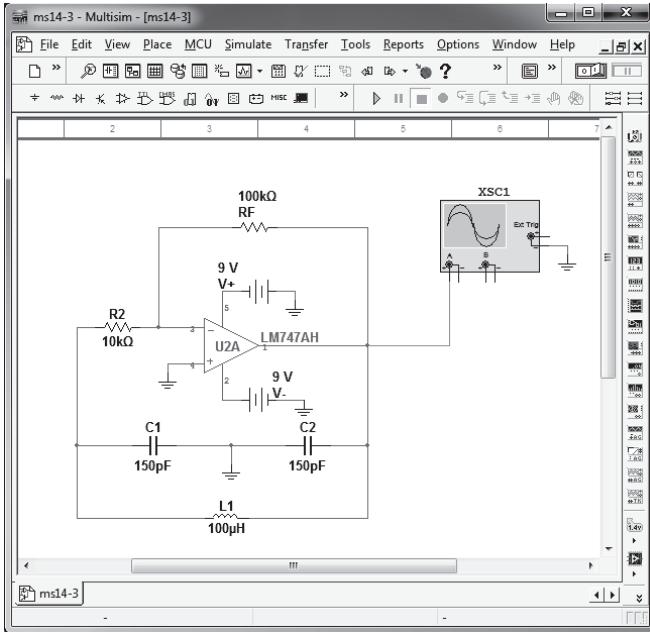 ms14-3 - Multisim - [ms14-3]
File Edit View Place MCU Simulate Transfer Tools Reports Options Window Help
» ? » »
MISC »
2 3 4 5 6 7
XSC1
Ext Trig
A B
100kΩ
RF
9 V
V+
5
R2
10kΩ
3
U2A
LM747AH
1
4
2
9 V
V-
C1
150pF
C2
150pF
L1
100µH
ms14-3